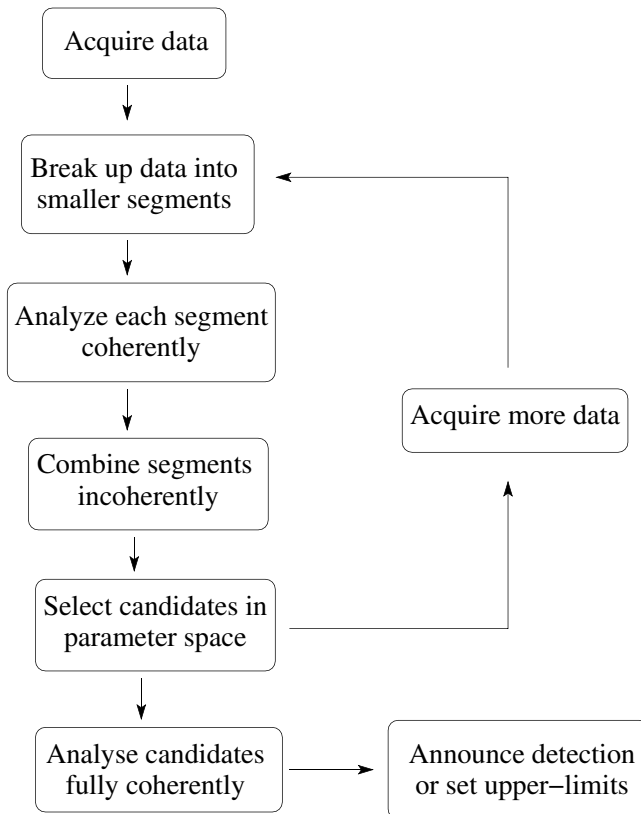 Acquire data
Break up data into
smaller segments
Analyze each segment
coherently
Acquire more data
Combine segments
incoherently
Select candidates in
parameter space
Analyse candidates
fully coherently
Announce detection
or set upper−limits